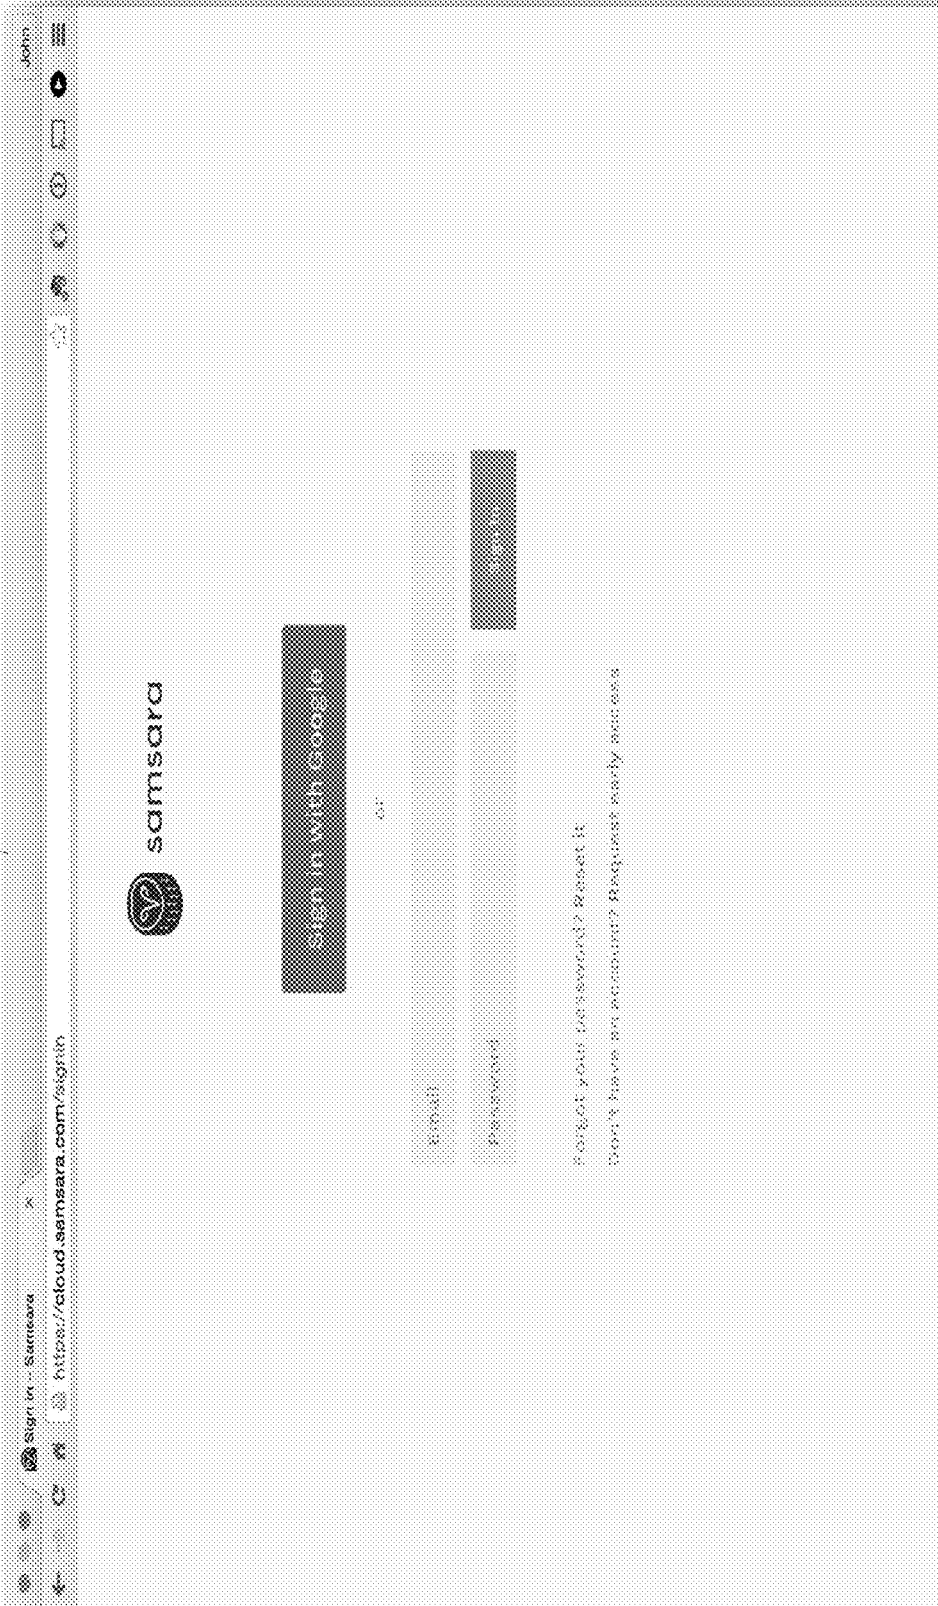 John
Sign in - Samsara
https://cloud.samsara.com/signin
samsara
sign in with Google
or
Email
Password
Forgot your password? Reset it
Don't have an account? Request early access